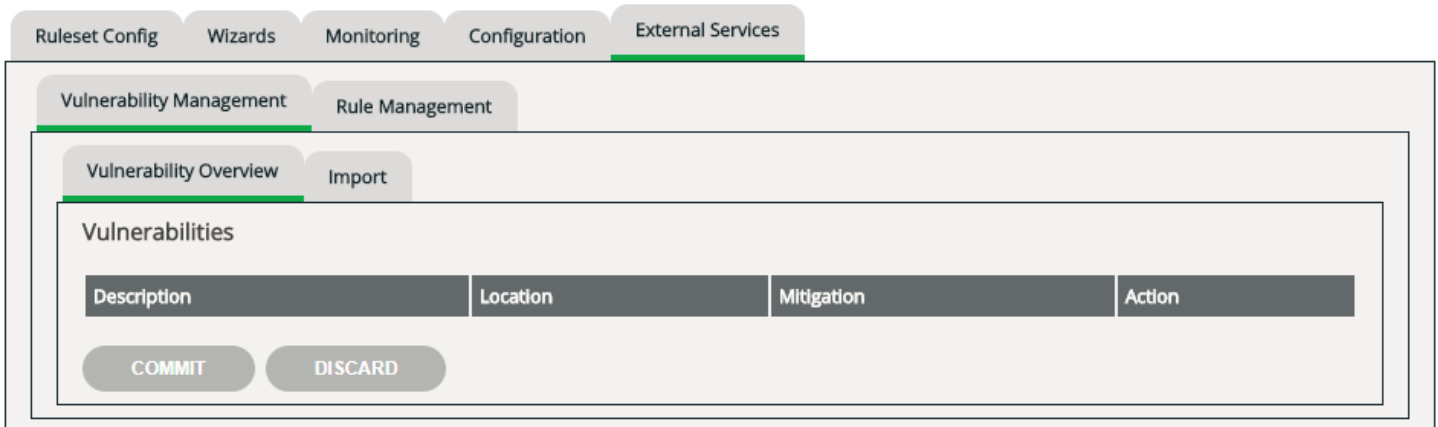 Ruleset Config Wizards Monitoring Configuration External Services
Vulnerability Management Rule Management
Vulnerability Overview Import
Vulnerabilities
Description Location Mitigation Action
COMMIT DISCARD